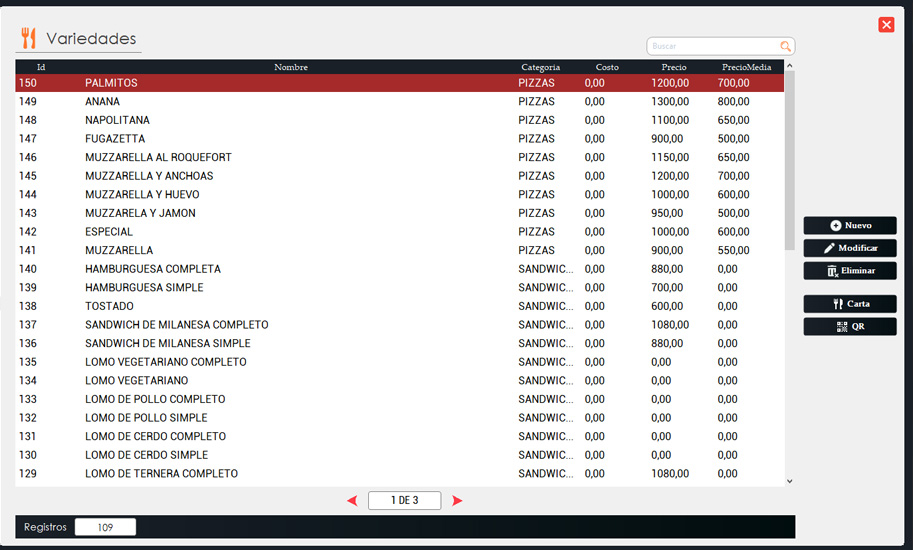 Variedades
Buscar
Id Nombre Categoria Costo Precio PrecioMedia
150 PALMITOS PIZZAS 0,00 1200,00 700,00
149 ANANA PIZZAS 0,00 1300,00 800,00
148 NAPOLITANA PIZZAS 0,00 1100,00 650,00
147 FUGAZETTA PIZZAS 0,00 900,00 500,00
146 MUZZARELLA AL ROQUEFORT PIZZAS 0,00 1150,00 650,00
145 MUZZARELLA Y ANCHOAS PIZZAS 0,00 1200,00 700,00
144 MUZZARELLA Y HUEVO PIZZAS 0,00 1000,00 600,00
143 MUZZARELA Y JAMON PIZZAS 0,00 950,00 500,00
142 ESPECIAL PIZZAS 0,00 1000,00 600,00
141 MUZZARELLA PIZZAS 0,00 900,00 550,00
140 HAMBURGUESA COMPLETA SANDWIC... 0,00 880,00 0,00
139 HAMBURGUESA SIMPLE SANDWIC... 0,00 700,00 0,00
138 TOSTADO SANDWIC... 0,00 600,00 0,00
137 SANDWICH DE MILANESA COMPLETO SANDWIC... 0,00 1080,00 0,00
136 SANDWICH DE MILANESA SIMPLE SANDWIC... 0,00 880,00 0,00
135 LOMO VEGETARIANO COMPLETO SANDWIC... 0,00 0,00 0,00
134 LOMO VEGETARIANO SANDWIC... 0,00 0,00 0,00
133 LOMO DE POLLO COMPLETO SANDWIC... 0,00 0,00 0,00
132 LOMO DE POLLO SIMPLE SANDWIC... 0,00 0,00 0,00
131 LOMO DE CERDO COMPLETO SANDWIC... 0,00 0,00 0,00
130 LOMO DE CERDO SIMPLE SANDWIC... 0,00 0,00 0,00
129 LOMO DE TERNERA COMPLETO SANDWIC... 0,00 1080,00 0,00
Nuevo
Modificar
Eliminar
Carta
QR
1 DE 3
Registros 109